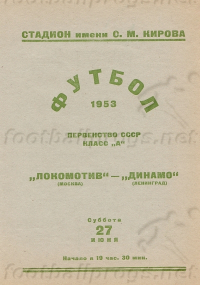 СТАДИОН имени С. М. КИРОВА
ФУТБОЛ
1953
ПЕРВЕНСТВО СССР
КЛАСС „А“
„ЛОКОМОТИВ“ — „ДИНАМО“
(МОСКВА) (ЛЕНИНГРАД)
Суббота
27
ИЮНЯ
Начало в 19 час. 30 мин.